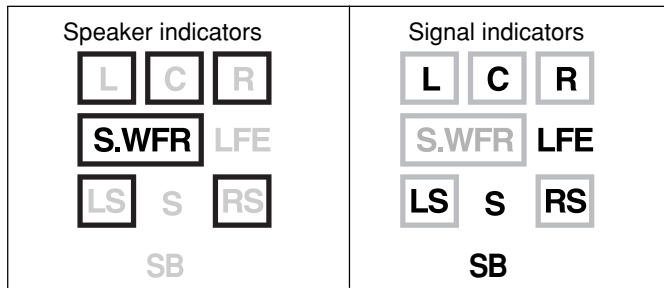 Speaker indicators
L C R
S.WFR LFE
LS S RS
SB
Signal indicators
L C R
S.WFR LFE
LS S RS
SB